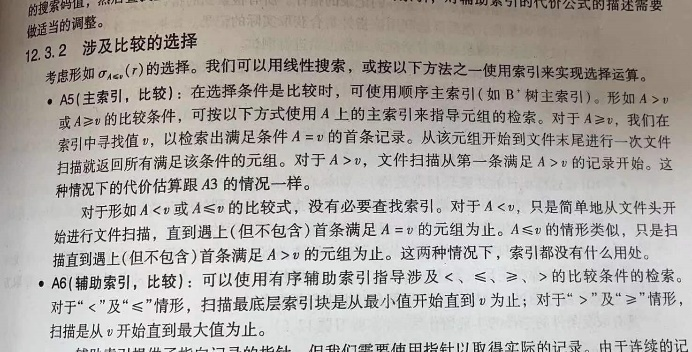 的搜索码值，然后
对辅助索引的代价公式的描述需要
做适当的调整。
12.3.2 涉及比较的选择
考虑形如 σA≤v(r)的选择。我们可以用线性搜索，或按以下方法之一使用索引来实现选择运算。
• A5(主索引，比较)：在选择条件是比较时，可使用顺序主索引(如 B+树主索引)。形如 A>v
或 A≥v 的比较条件，可按以下方式使用 A 上的主索引来指导元组的检索。对于 A≥v，我们在
索引中寻找值 v，以检索出满足条件 A=v 的首条记录。从该元组开始到文件末尾进行一次文件
扫描就返回所有满足该条件的元组。对于 A>v，文件扫描从第一条满足 A>v 的记录开始。这
种情况下的代价估算跟 A3 的情况一样。
对于形如 A<v 或 A≤v 的比较式，没有必要查找索引。对于 A<v，只是简单地从文件头开
始进行文件扫描，直到遇上(但不包含)首条满足 A=v 的元组为止。A≤v 的情形类似，只是扫
描直到遇上(但不包含)首条满足 A>v 的元组为止。这两种情况下，索引都没有什么用处。
• A6(辅助索引，比较)：可以使用有序辅助索引指导涉及<、≤、≥、>的比较条件的检索。
对于“<”及“≤”情形，扫描最底层索引块是从最小值开始直到 v 为止；对于“>”及“≥”情形，
扫描是从 v 开始直到最大值为止。
辅助索引提供了指向记录的指针，但我们需要使用指针以取得实际的记录。由于连续的记